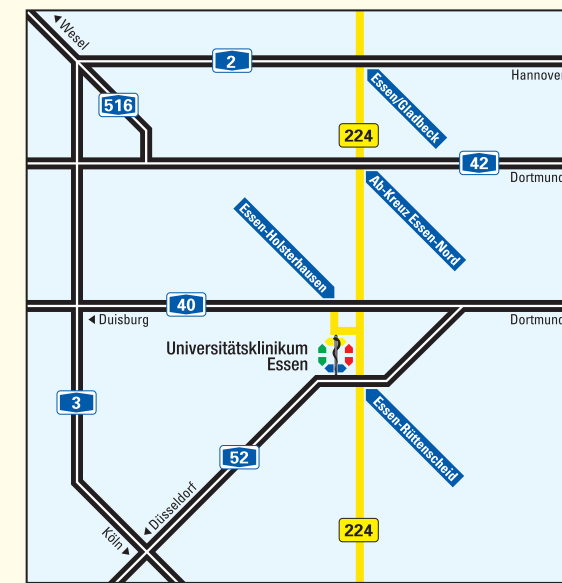 Wesel
2
Hannover
Essen/Gladbeck
516
224
42
Dortmund
Ab-Kreuz Essen-Nord
Essen-Holsterhausen
40
Duisburg
Dortmund
Universitätsklinikum
Essen
3
Essen-Rüttenscheid
52
Düsseldorf
Köln
224